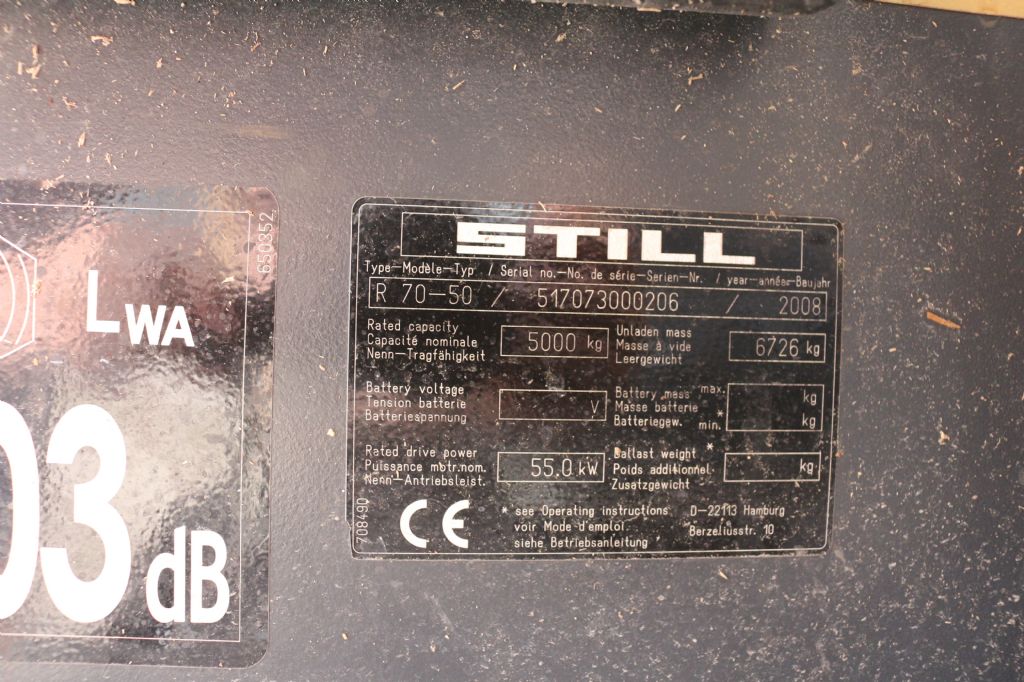 650352
LWA
03
dB
STILL
Type-Modèle-Typ / Serial no.-No. de série-Serien-Nr. / year-année-Baujahr
R 70-50 / 517073000206 / 2008
Rated capacity
Capacité nominale
Nenn-Tragfähigkeit
5000 kg
Unladen mass
Masse à vide
Leergewicht
6726 kg
Battery voltage
Tension batterie
Batteriespannung
V
Battery mass max.
Masse batterie *
Batteriegew. min.
kg
kg
Rated drive power
Puissance motr.nom.
Nenn-Antriebsleist.
55.0 kW
Ballast weight *
Poids additionnel
Zusatzgewicht
kg
708490
CE
* see Operating instructions
voir Mode d'emploi
siehe Betriebsanleitung
D-22113 Hamburg
Berzeliusstr. 10